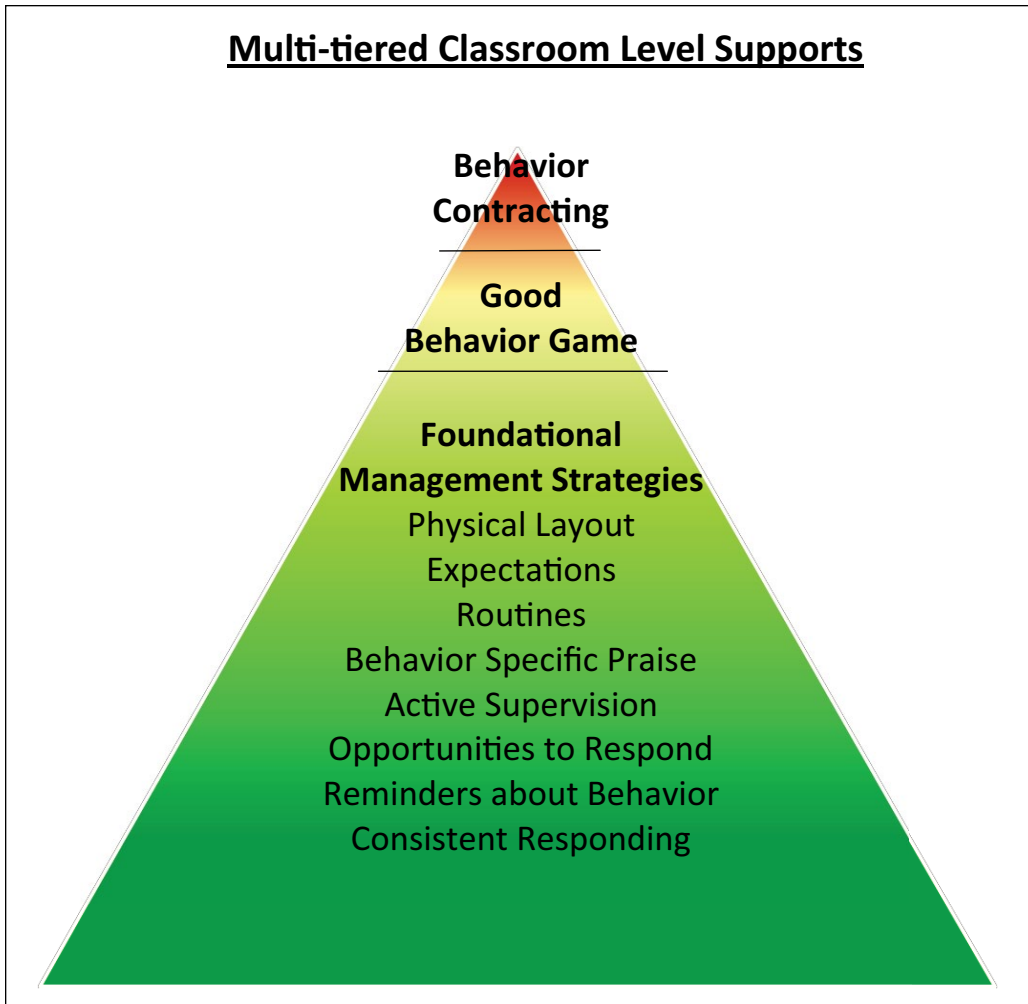 Multi-tiered Classroom Level Supports
Behavior
Contracting
Good
Behavior Game
Foundational
Management Strategies
Physical Layout
Expectations
Routines
Behavior Specific Praise
Active Supervision
Opportunities to Respond
Reminders about Behavior
Consistent Responding